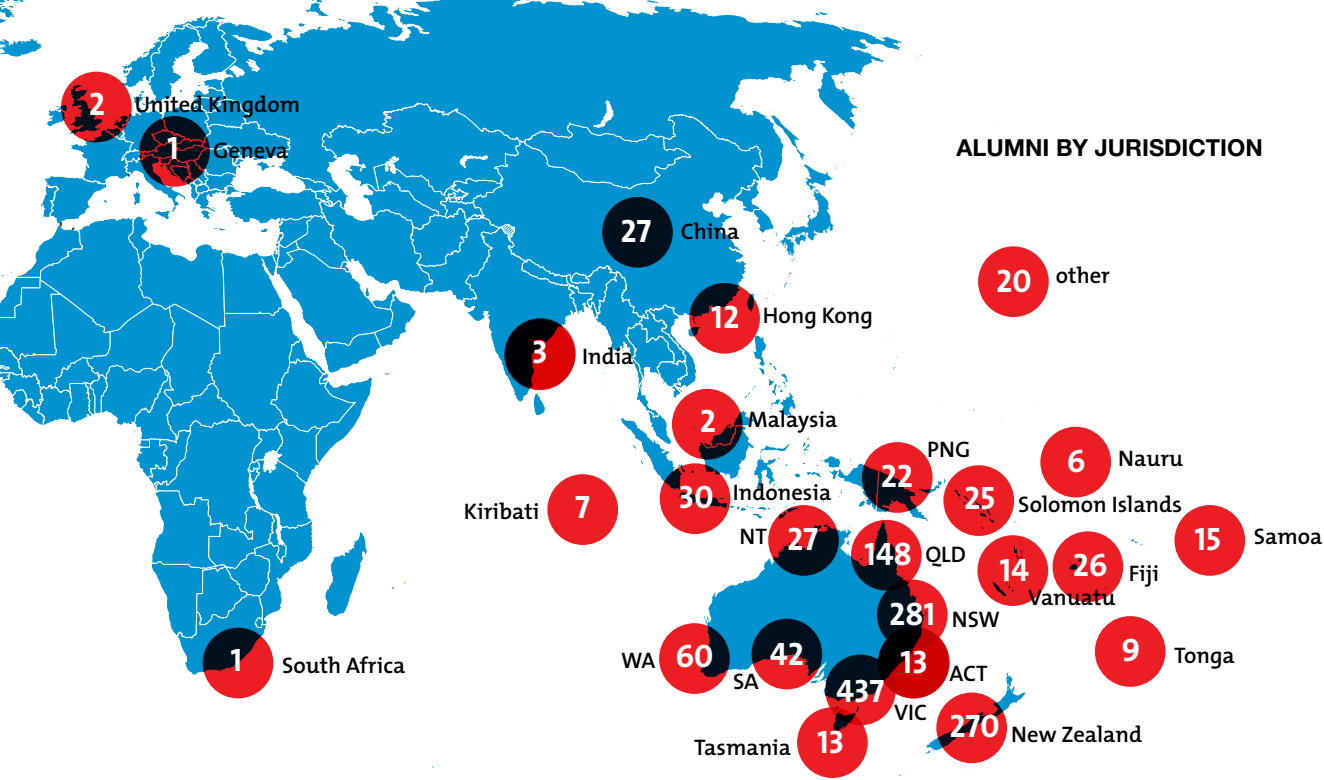 2
United Kingdom
1
Geneva
ALUMNI BY JURISDICTION
27
China
20
other
12
Hong Kong
3
India
2
Malaysia
PNG
22
6
Nauru
30
Indonesia
25
Solomon Islands
Kiribati
7
NT
27
148
QLD
14
Vanuatu
26
Fiji
15
Samoa
281
NSW
1
South Africa
WA
60
SA
42
13
ACT
9
Tonga
437
VIC
270
New Zealand
Tasmania
13